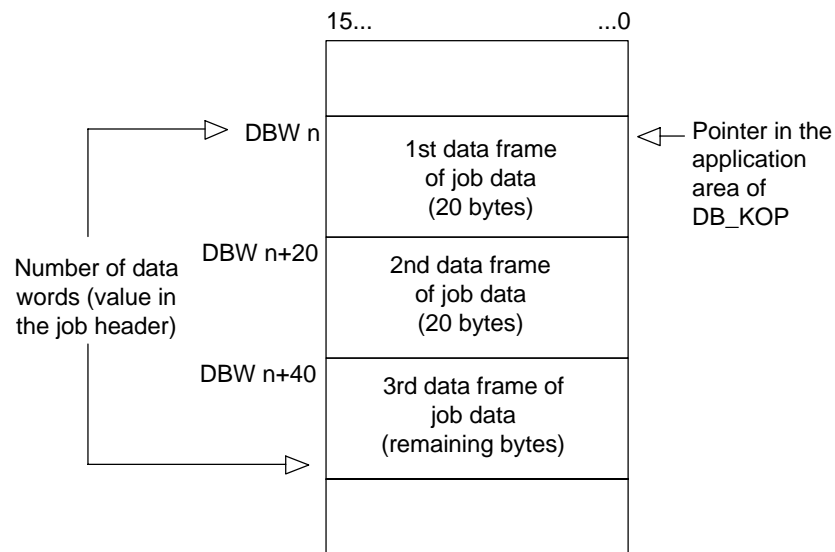 15...
...0
DBW n
1st data frame
of job data
(20 bytes)
Pointer in the
application
area of
DB_KOP
DBW n+20
2nd data frame
of job data
(20 bytes)
Number of data
words (value in
the job header)
DBW n+40
3rd data frame of
job data
(remaining bytes)